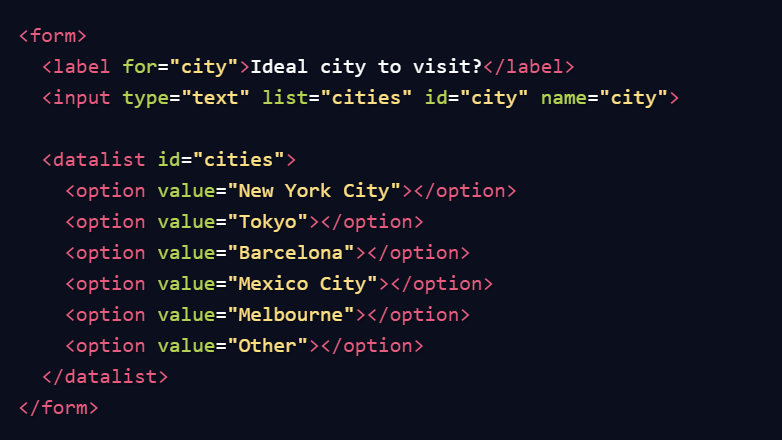 <form>
  <label for="city">Ideal city to visit?</label>
  <input type="text" list="cities" id="city" name="city">

  <datalist id="cities">
    <option value="New York City"></option>
    <option value="Tokyo"></option>
    <option value="Barcelona"></option>
    <option value="Mexico City"></option>
    <option value="Melbourne"></option>
    <option value="Other"></option>
  </datalist>
</form>